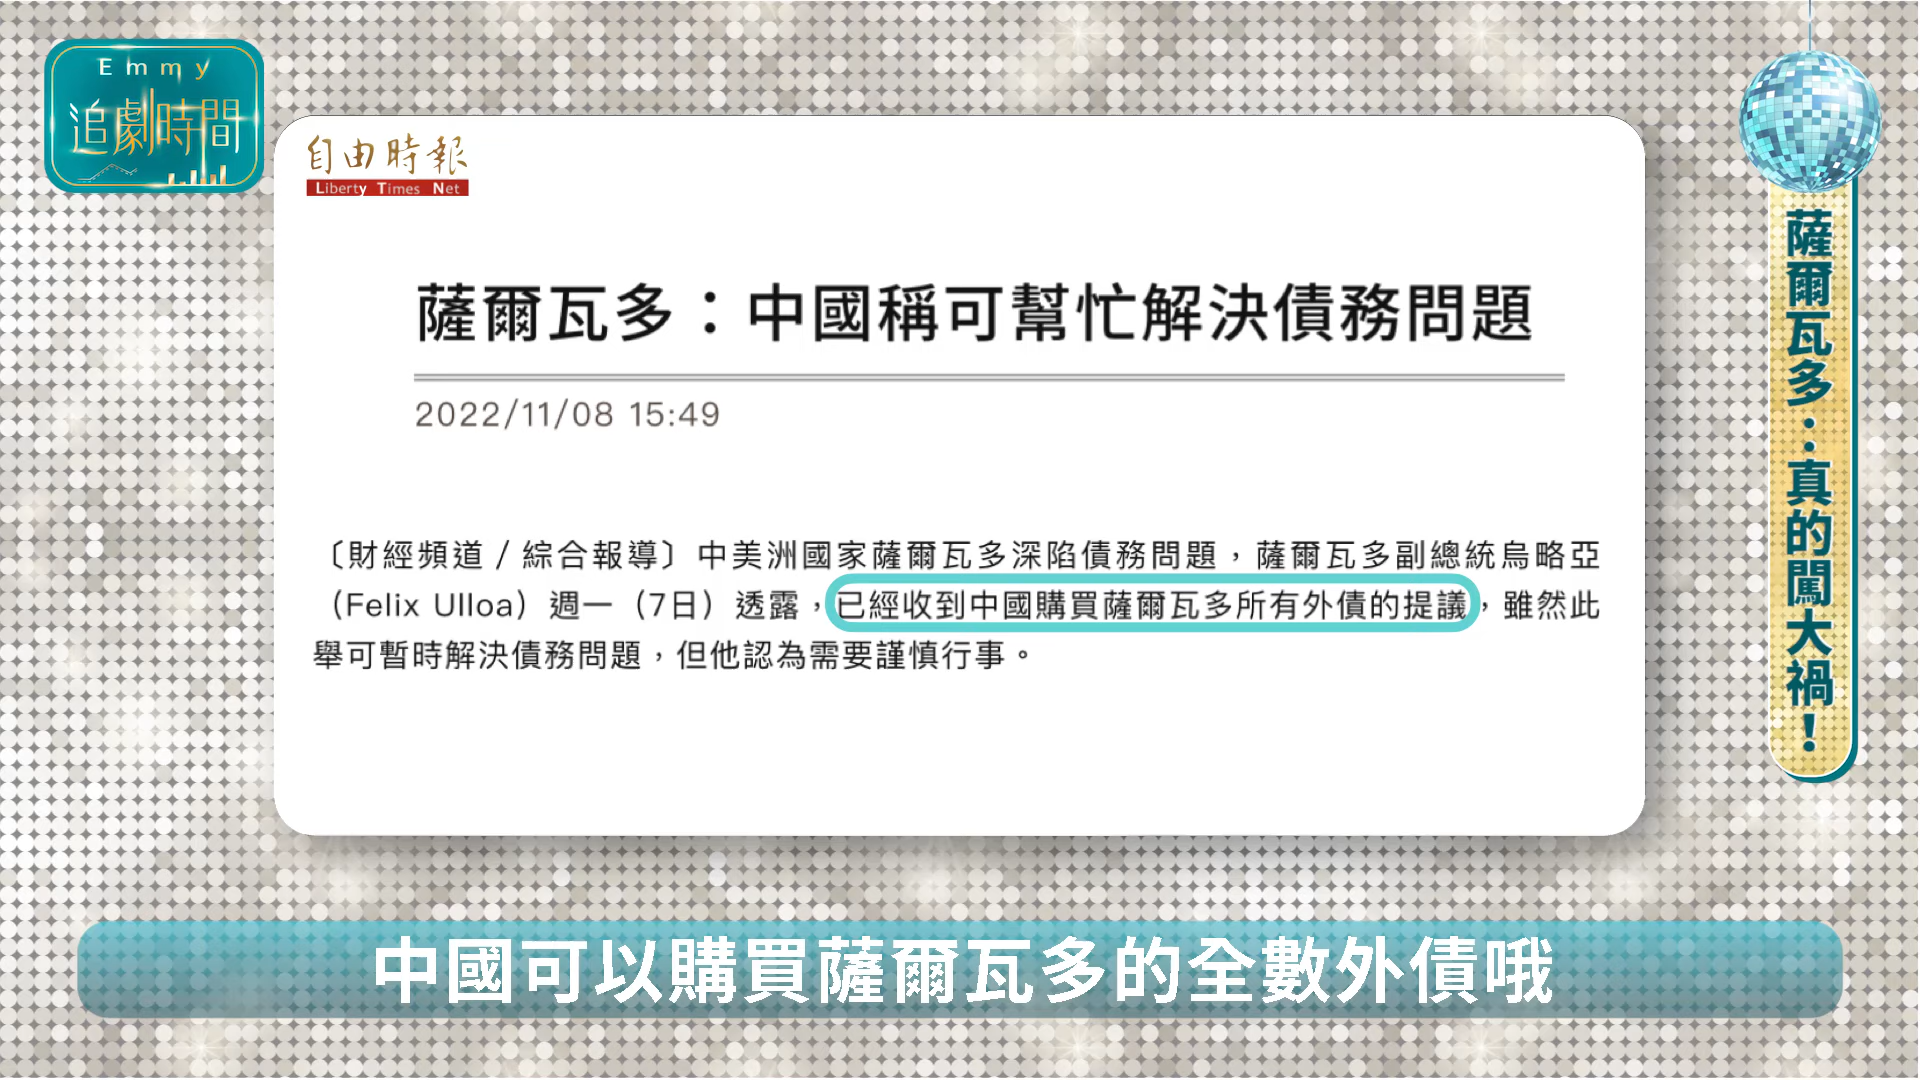 Emmy
追劇時間
自由時報
Liberty Times Net
薩爾瓦多：中國稱可幫忙解決債務問題
2022/11/08 15:49
〔財經頻道／綜合報導〕中美洲國家薩爾瓦多深陷債務問題，薩爾瓦多副總統烏略亞
（Felix Ulloa）週一（7日）透露，已經收到中國購買薩爾瓦多所有外債的提議，雖然此
舉可暫時解決債務問題，但他認為需要謹慎行事。
薩爾瓦多：真的闖大禍！
中國可以購買薩爾瓦多的全數外債哦